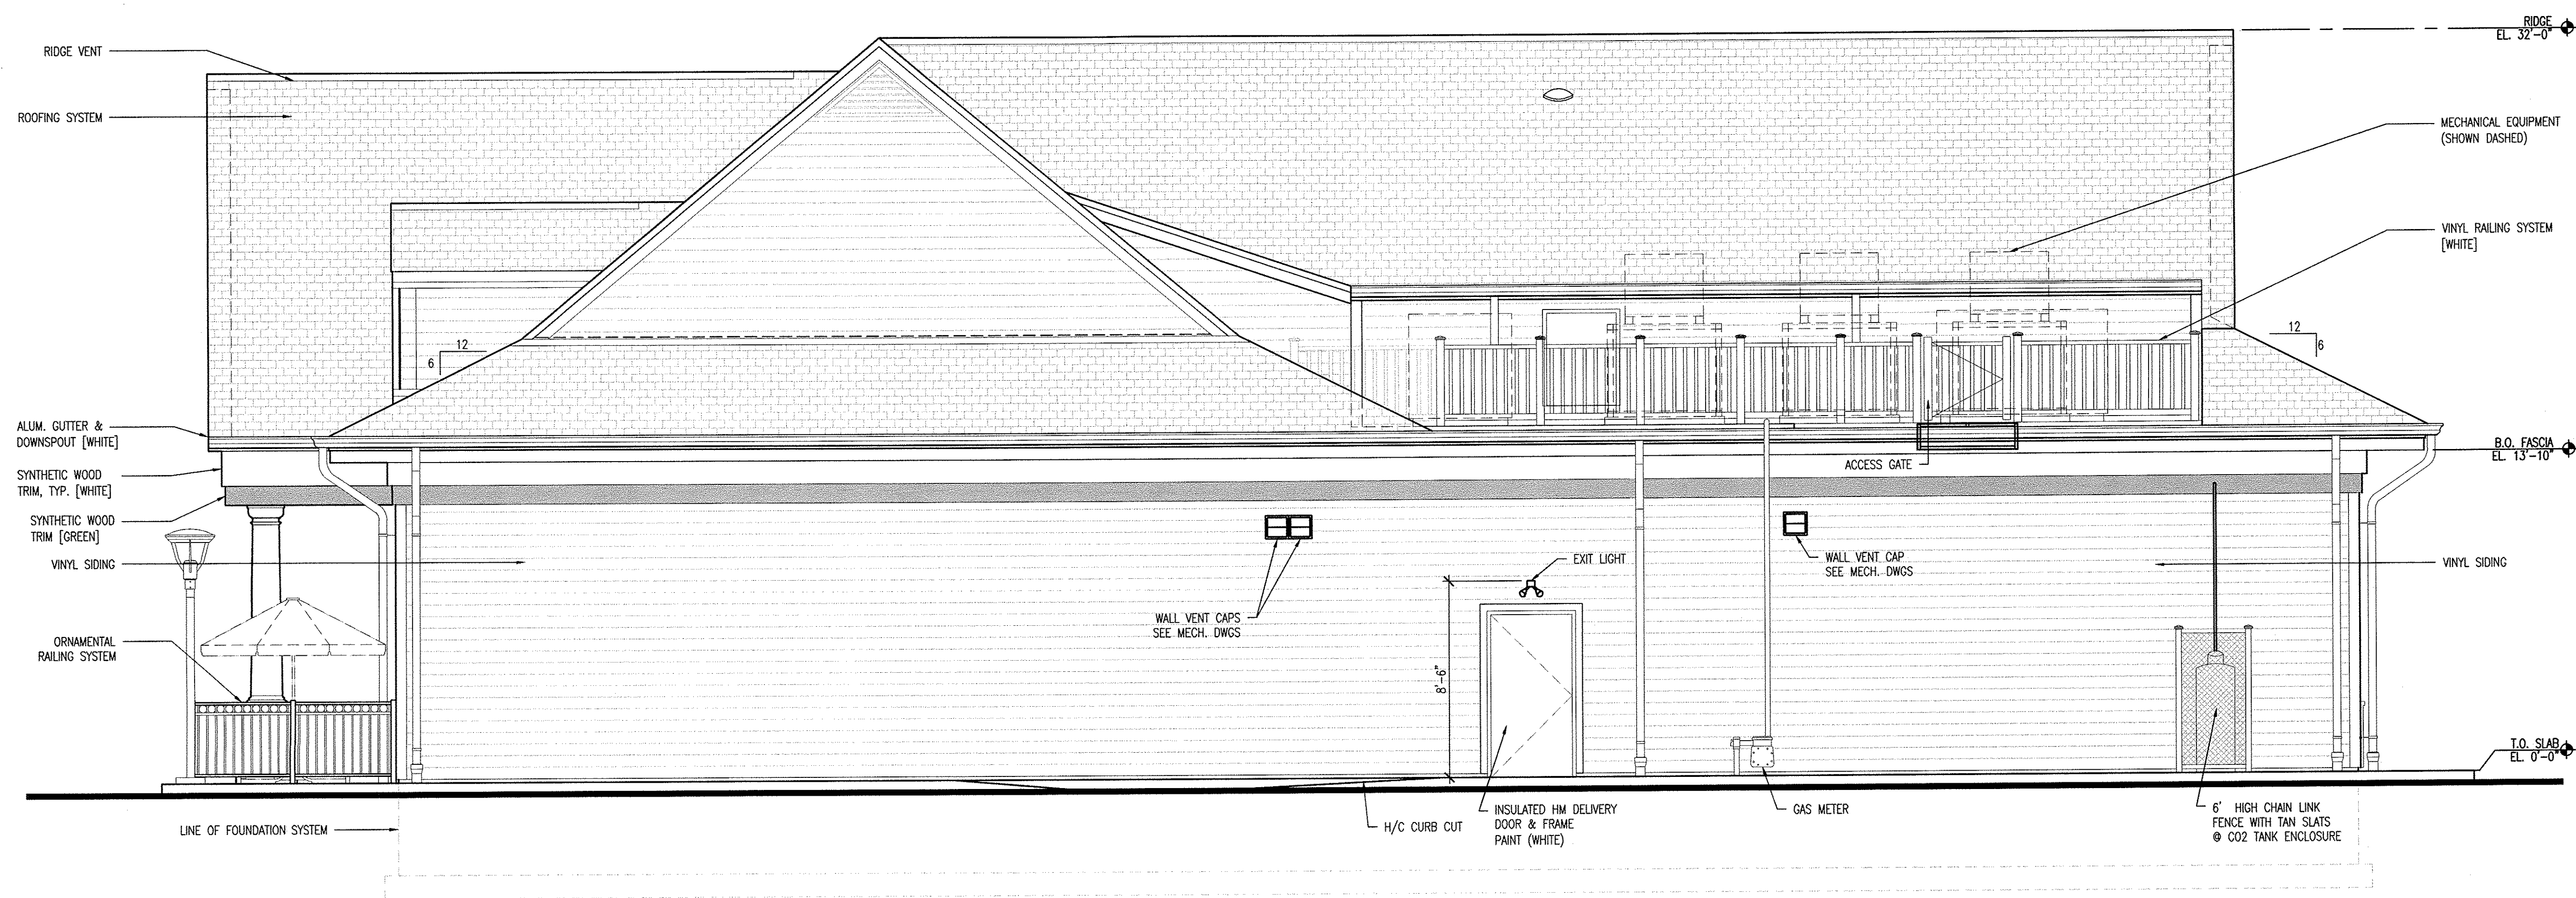 RIDGE
EL. 32'-0"
RIDGE VENT
ROOFING SYSTEM
MECHANICAL EQUIPMENT
(SHOWN DASHED)
VINYL RAILING SYSTEM
[WHITE]
12
6
12
6
ALUM. GUTTER &
DOWNSPOUT [WHITE]
B.O. FASCIA
EL. 13'-10"
ACCESS GATE
SYNTHETIC WOOD
TRIM, TYP. [WHITE]
SYNTHETIC WOOD
TRIM [GREEN]
VINYL SIDING
EXIT LIGHT
WALL VENT CAP
SEE MECH. DWGS
VINYL SIDING
WALL VENT CAPS
SEE MECH. DWGS
ORNAMENTAL
RAILING SYSTEM
8'-6"
T.O. SLAB
EL. 0'-0"
LINE OF FOUNDATION SYSTEM
H/C CURB CUT
INSULATED HM DELIVERY
DOOR & FRAME
PAINT (WHITE)
GAS METER
6' HIGH CHAIN LINK
FENCE WITH TAN SLATS
@ CO2 TANK ENCLOSURE